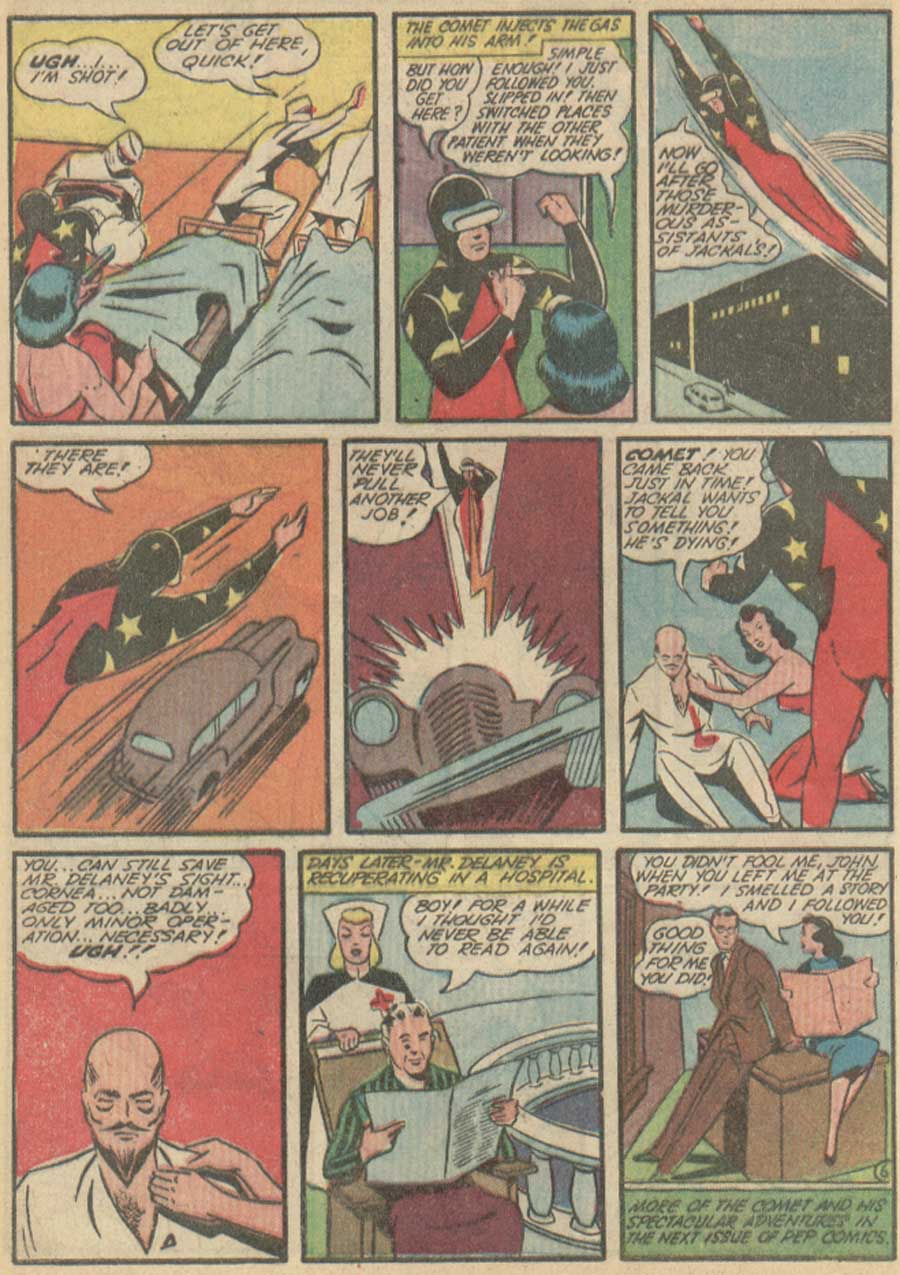 UGH...I...
I'M SHOT!
LET'S GET
OUT OF HERE,
QUICK!
THE COMET INJECTS THE GAS
INTO HIS ARM!
BUT HOW
DID YOU
GET
HERE?
SIMPLE
ENOUGH! I JUST
FOLLOWED YOU.
SLIPPED IN! THEN
SWITCHED PLACES
WITH THE OTHER
PATIENT WHEN THEY
WEREN'T LOOKING!
NOW
I'LL GO
AFTER
THOSE
MURDER-
OUS AS-
SISTANTS
OF JACKAL'S!
THERE
THEY ARE!
THEY'LL
NEVER
PULL
ANOTHER
JOB!
COMET! YOU
CAME BACK
JUST IN TIME!
JACKAL WANTS
TO TELL YOU
SOMETHING!
HE'S DYING!
YOU...CAN STILL SAVE
MR. DELANEY'S SIGHT...
CORNEA...NOT DAM-
AGED TOO...BADLY.
ONLY MINOR OPER-
ATION...NECESSARY!
UGH!!!
DAYS LATER-MR. DELANEY IS
RECUPERATING IN A HOSPITAL.
BOY! FOR A WHILE
I THOUGHT I'D
NEVER BE ABLE
TO READ AGAIN!
YOU DIDN'T FOOL ME, JOHN,
WHEN YOU LEFT ME AT THE
PARTY! I SMELLED A STORY
AND I FOLLOWED
YOU!
GOOD
THING
FOR ME
YOU DID!
6
MORE OF THE COMET AND HIS
SPECTACULAR ADVENTURES IN
THE NEXT ISSUE OF PEP COMICS.